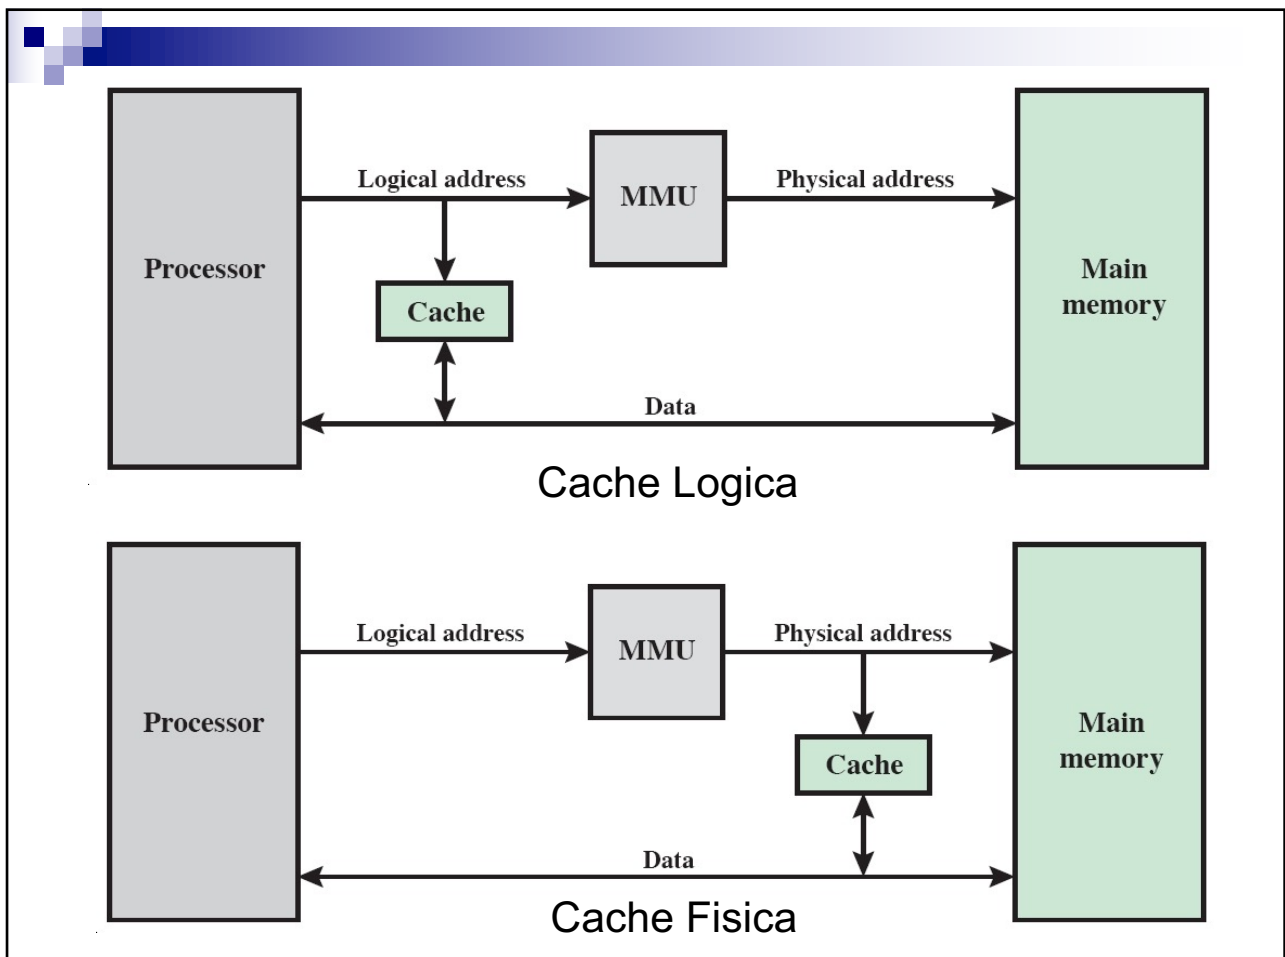 Logical address
MMU
Physical address
Processor
Cache
Main
memory
Data
Cache Logica
Logical address
MMU
Physical address
Processor
Cache
Main
memory
Data
Cache Fisica